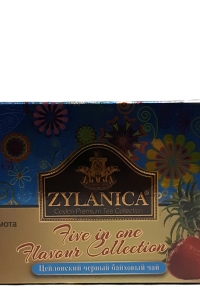 ZYLANICA®
Ceylon Premium Tea Collection
Five in one
Flavour Collection
Цейлонский черный байховый чай